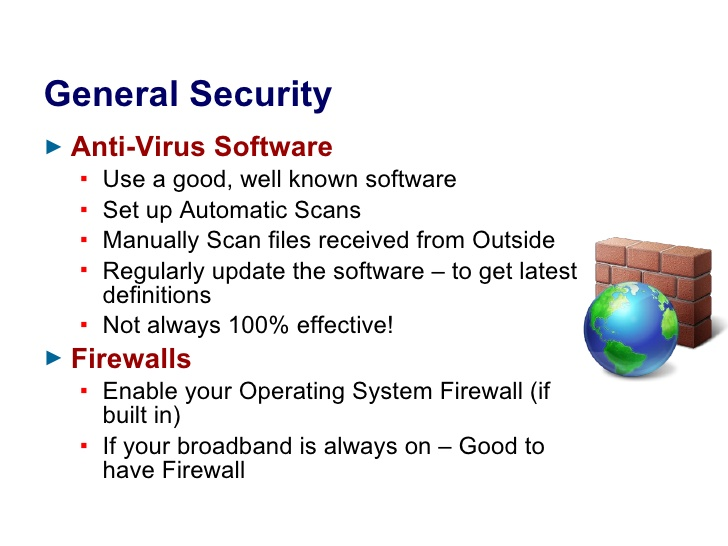 General Security
► Anti-Virus Software
▪ Use a good, well known software
▪ Set up Automatic Scans
▪ Manually Scan files received from Outside
▪ Regularly update the software – to get latest
definitions
▪ Not always 100% effective!
► Firewalls
▪ Enable your Operating System Firewall (if
built in)
▪ If your broadband is always on – Good to
have Firewall